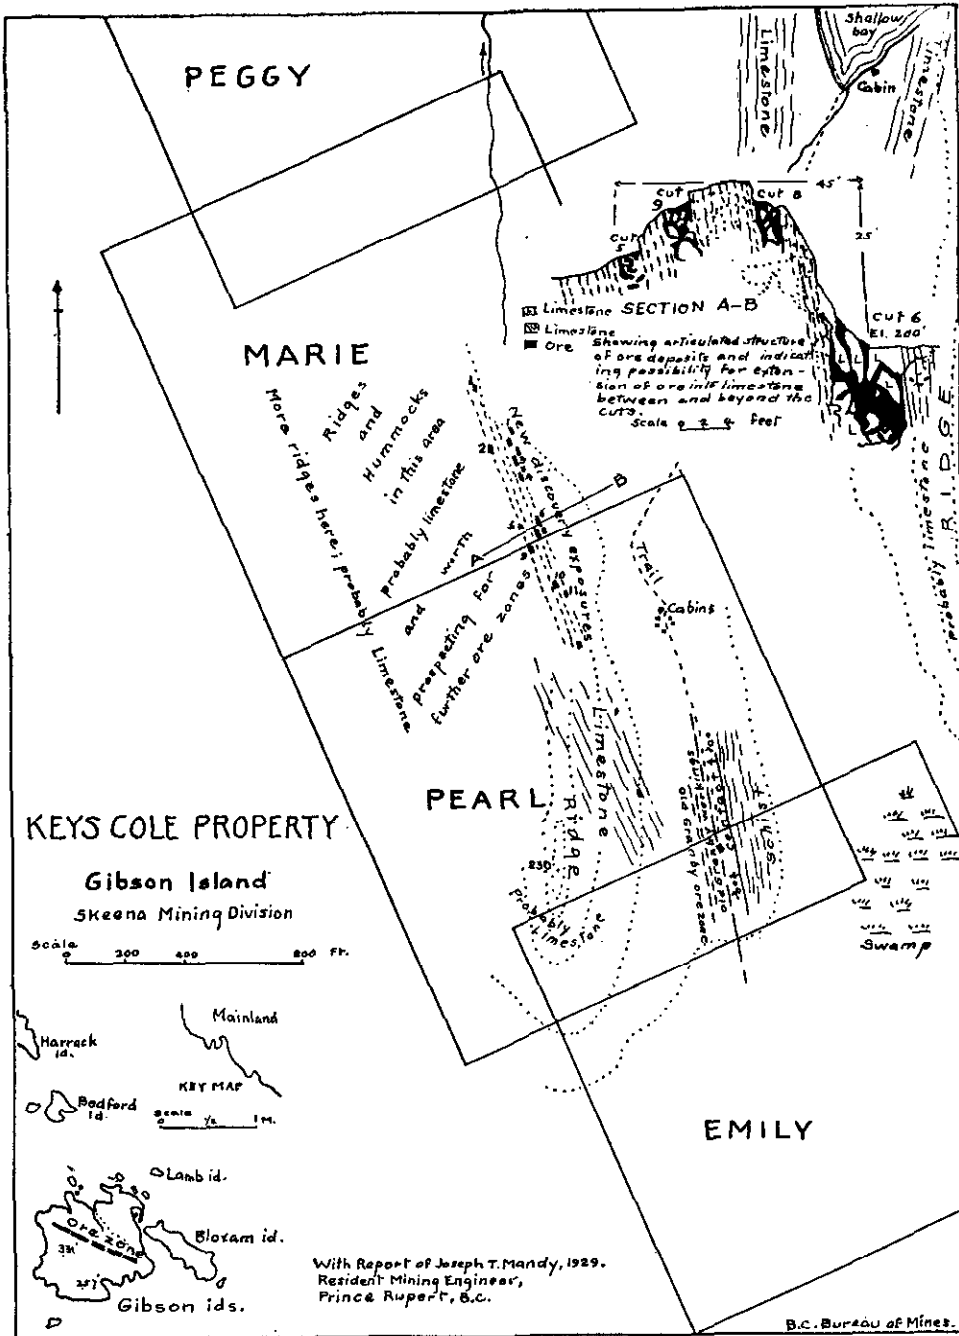 PEGGY
Limestone
Shallow
bay
Cabin
Limestone
Cut
9
Cut 8
45'
25'
Cut
5
Cut 6
El. 200'
Limestone SECTION A-B
Limestone
Ore
Showing articulated structure
of ore deposits and indicat-
ing possibility for exten-
sion of ore into limestone
between and beyond the
cuts.
Scale 0 2 4 feet
MARIE
Ridges
and
Hummocks
in this area
probably limestone
and worth
prospecting for
further ore zones
More ridges here; probably Limestone
New discovery exposures
A
B
Trail
Cabins
RIDGE
probably limestone
PEARL
Limestone
Ridge
230
Probably
Limestone
Old Granby ore zone
Swamp
KEYS COLE PROPERTY
Gibson Island
Skeena Mining Division
Scale
0 200 400 800 Ft.
Mainland
Harrack
id.
KEY MAP
Bedford
id.
Scale
0 ½ 1 M.
Lamb id.
Ore zone
331'
257'
Bloxam id.
Gibson ids.
EMILY
With Report of Joseph T. Mandy, 1929.
Resident Mining Engineer,
Prince Rupert, B.C.
B.C. Bureau of Mines.